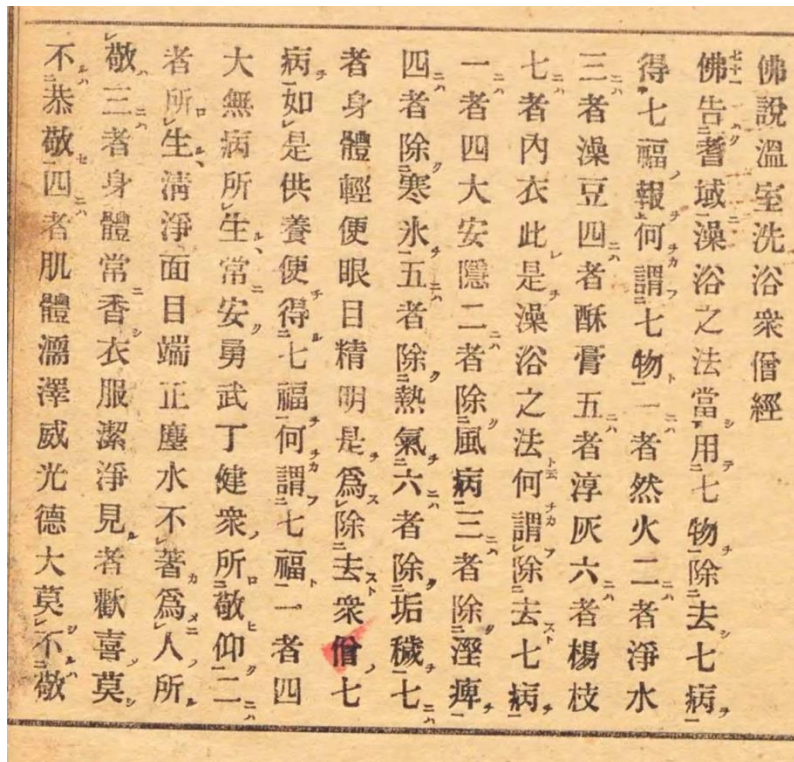 佛說溫室洗浴衆僧經
佛告耆域澡浴之法當用七物除去七病
得七福報何謂七物一者然火二者淨水
三者澡豆四者酥膏五者淳灰六者楊枝
七者內衣此是澡浴之法何謂除去七病
一者四大安隱二者除風病三者除溼痺
四者除寒氷五者除熱氣六者除垢穢七
者身體輕便眼目精明是爲除去衆僧七
病如是供養便得七福何謂七福一者四
大無病所生常安勇武丁健衆所敬仰二
者所生淸淨面目端正塵水不著爲人所
敬三者身體常香衣服潔淨見者歡喜莫
不恭敬四者肌體濡澤威光德大莫不敬